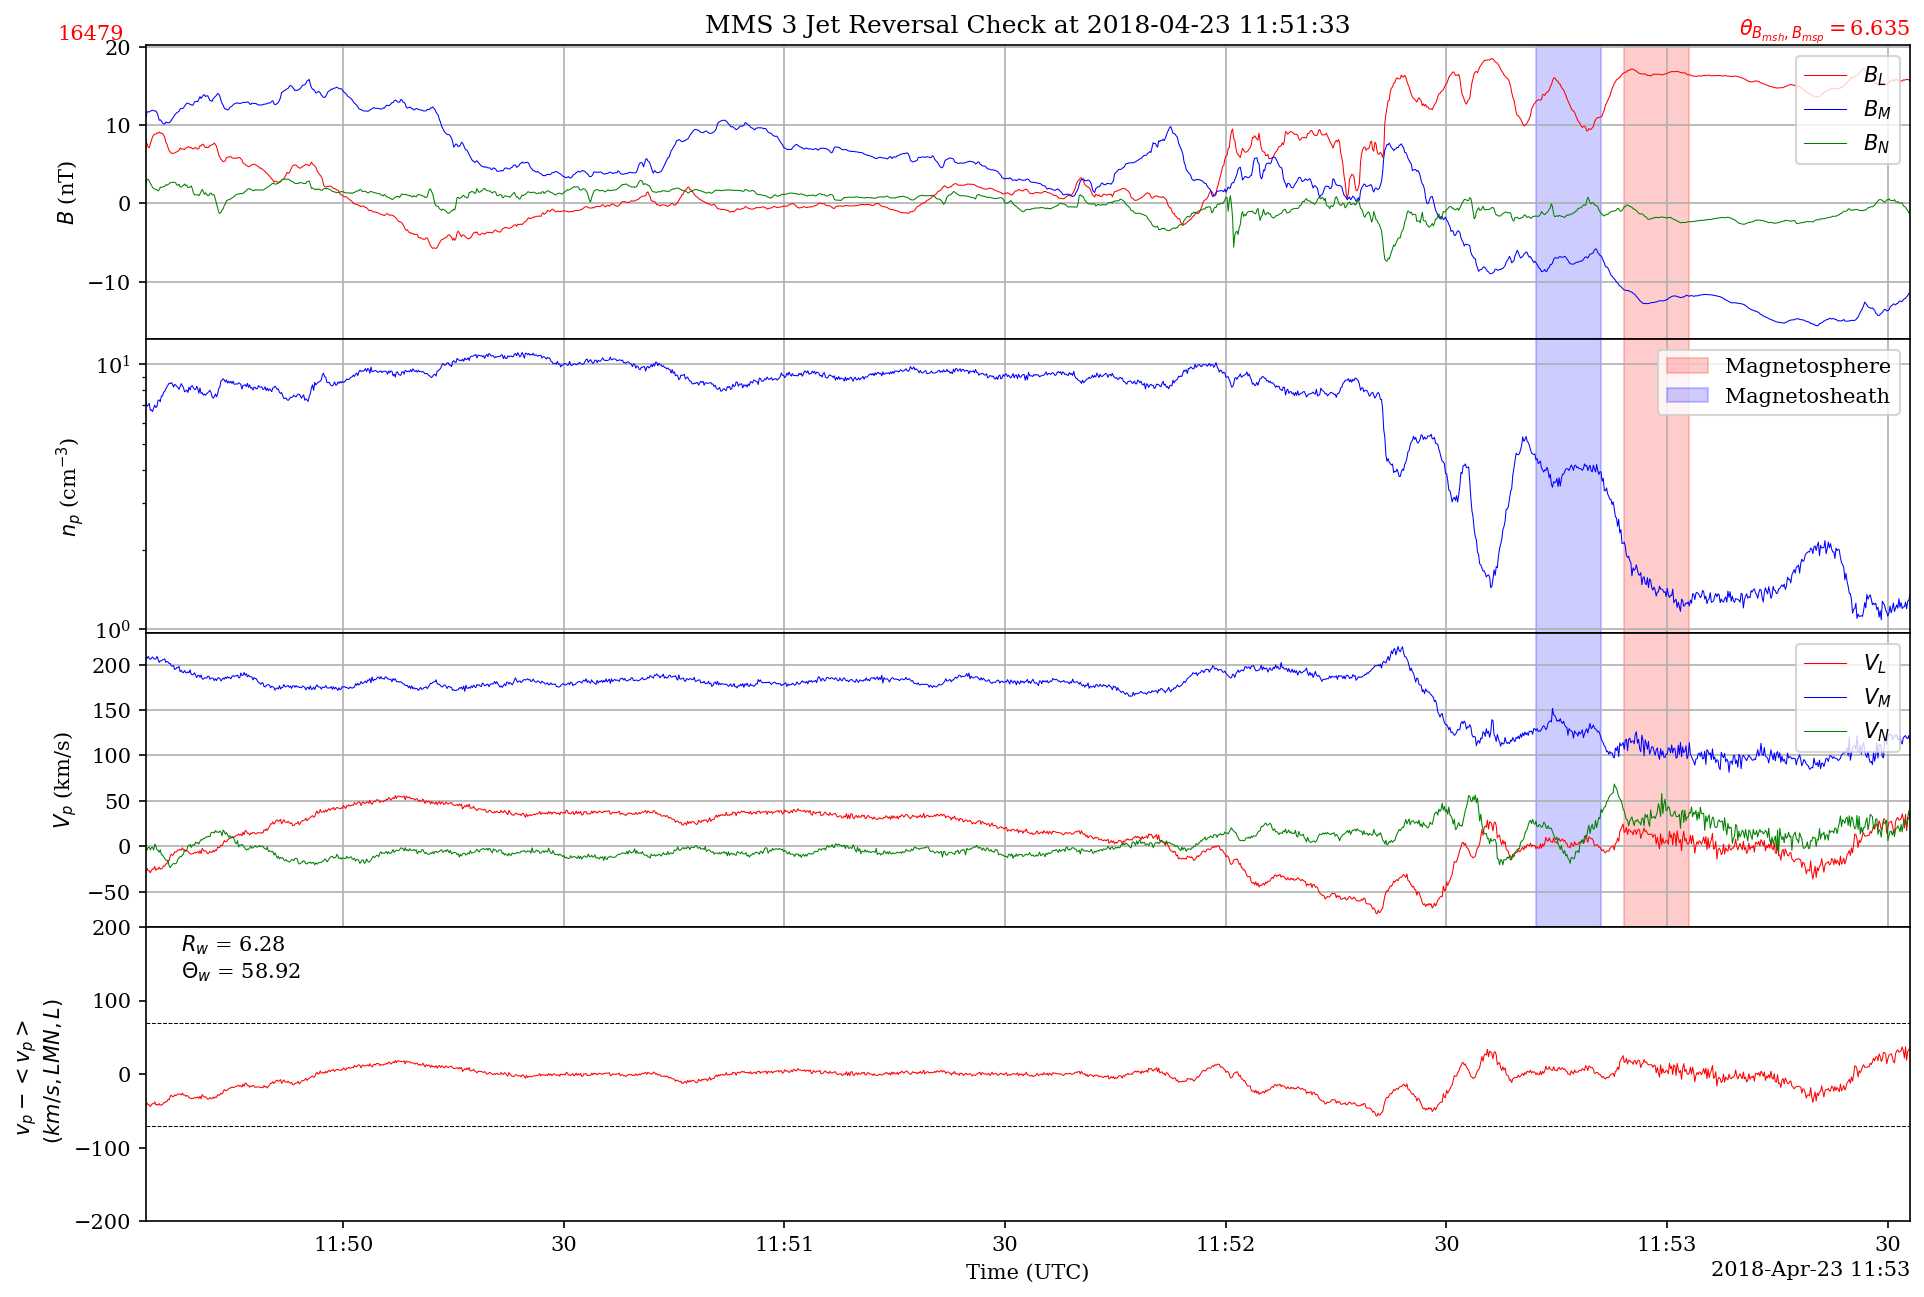 16479
MMS 3 Jet Reversal Check at 2018-04-23 11:51:33
θ_{B_{msh}, B_{msp}} = 6.635
20
10
0
−10
B (nT)
B_L
B_M
B_N
10^1
10^0
n_p (cm^{−3})
Magnetosphere
Magnetosheath
200
150
100
50
0
−50
V_p (km/s)
V_L
V_M
V_N
200
100
0
−100
−200
v_p − < v_p >
(km/s, LMN, L)
R_w = 6.28
Θ_w = 58.92
11:50 30 11:51 30 11:52 30 11:53 30
Time (UTC)
2018-Apr-23 11:53